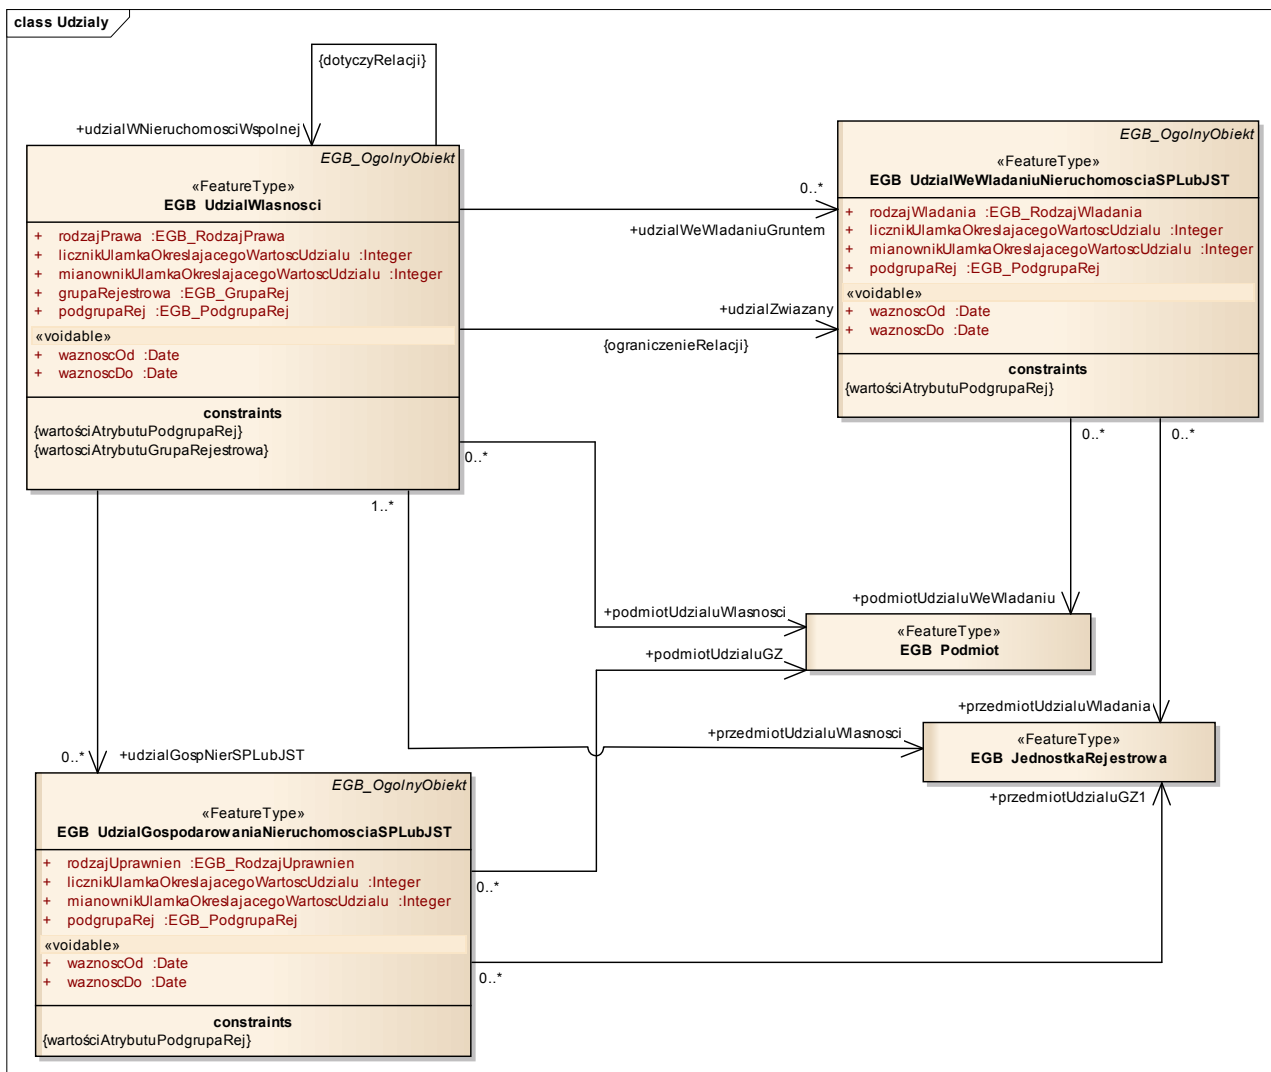 class Udzialy
{dotyczyRelacji}
+udzialWNieruchomosciWspolnej
EGB_OgolnyObiekt
«FeatureType»
EGB_UdzialWlasnosci
+ rodzajPrawa :EGB_RodzajPrawa
+ licznikUlamkaOkreslajacegoWartoscUdzialu :Integer
+ mianownikUlamkaOkreslajacegoWartoscUdzialu :Integer
+ grupaRejestrowa :EGB_GrupaRej
+ podgrupaRej :EGB_PodgrupaRej
«voidable»
+ waznoscOd :Date
+ waznoscDo :Date
constraints
{wartościAtrybutuPodgrupaRej}
{wartosciAtrybutuGrupaRejestrowa}
0..*
+udzialWeWladaniuGruntem
+udzialZwiazany
{ograniczenieRelacji}
EGB_OgolnyObiekt
«FeatureType»
EGB_UdzialWeWladaniuNieruchomosciaSPLubJST
+ rodzajWladania :EGB_RodzajWladania
+ licznikUlamkaOkreslajacegoWartoscUdzialu :Integer
+ mianownikUlamkaOkreslajacegoWartoscUdzialu :Integer
+ podgrupaRej :EGB_PodgrupaRej
«voidable»
+ waznoscOd :Date
+ waznoscDo :Date
constraints
{wartościAtrybutuPodgrupaRej}
0..*
0..*
0..*
1..*
+podmiotUdzialuWeWladaniu
+podmiotUdzialuWlasnosci
+podmiotUdzialuGZ
«FeatureType»
EGB_Podmiot
+przedmiotUdzialuWladania
+przedmiotUdzialuWlasnosci
«FeatureType»
EGB_JednostkaRejestrowa
+przedmiotUdzialuGZ1
0..*
+udzialGospNierSPLubJST
EGB_OgolnyObiekt
«FeatureType»
EGB_UdzialGospodarowaniaNieruchomosciaSPLubJST
+ rodzajUprawnien :EGB_RodzajUprawnien
+ licznikUlamkaOkreslajacegoWartoscUdzialu :Integer
+ mianownikUlamkaOkreslajacegoWartoscUdzialu :Integer
+ podgrupaRej :EGB_PodgrupaRej
«voidable»
+ waznoscOd :Date
+ waznoscDo :Date
constraints
{wartościAtrybutuPodgrupaRej}
0..*
0..*